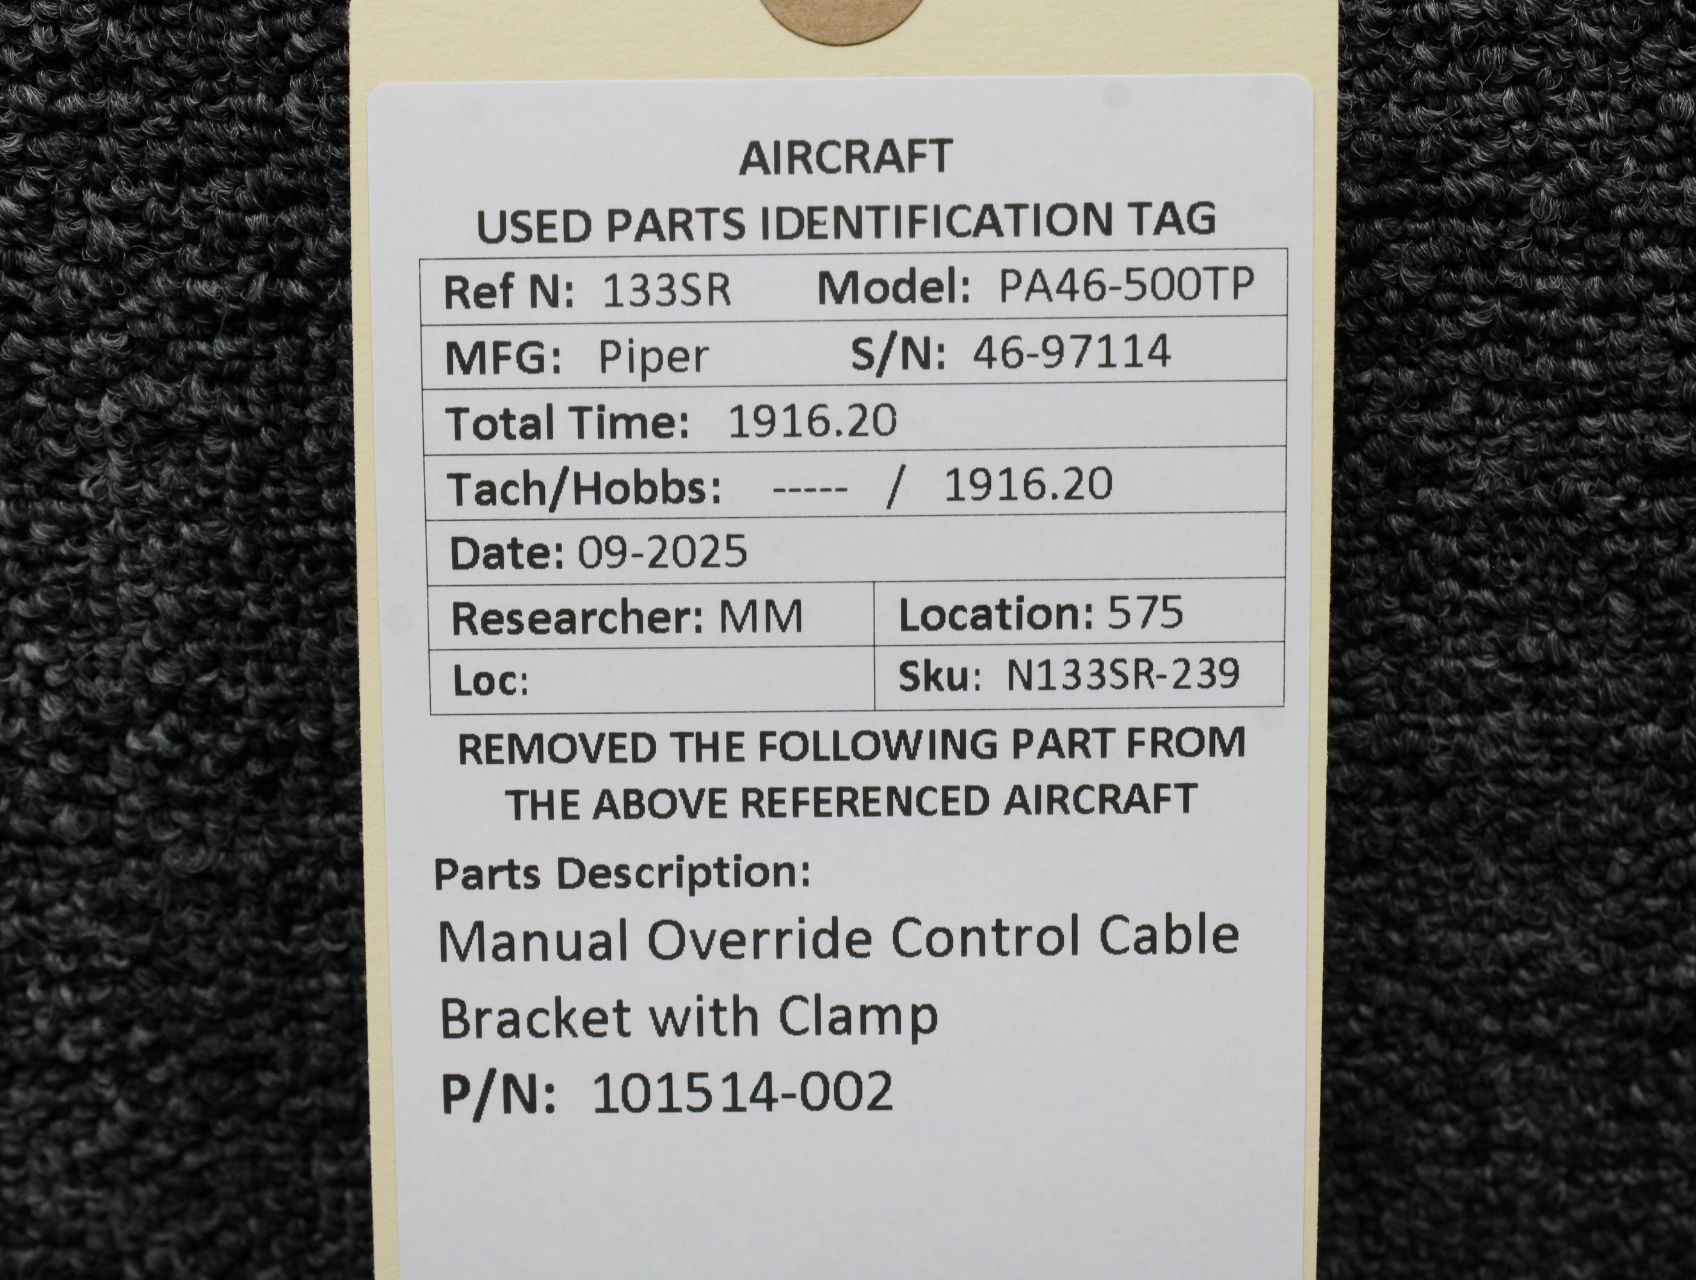 AIRCRAFT
USED PARTS IDENTIFICATION TAG
Ref N: 133SR Model: PA46-500TP
MFG: Piper S/N: 46-97114
Total Time: 1916.20
Tach/Hobbs: ----- / 1916.20
Date: 09-2025
Researcher: MM Location: 575
Loc: Sku: N133SR-239
REMOVED THE FOLLOWING PART FROM
THE ABOVE REFERENCED AIRCRAFT
Parts Description:
Manual Override Control Cable
Bracket with Clamp
P/N: 101514-002